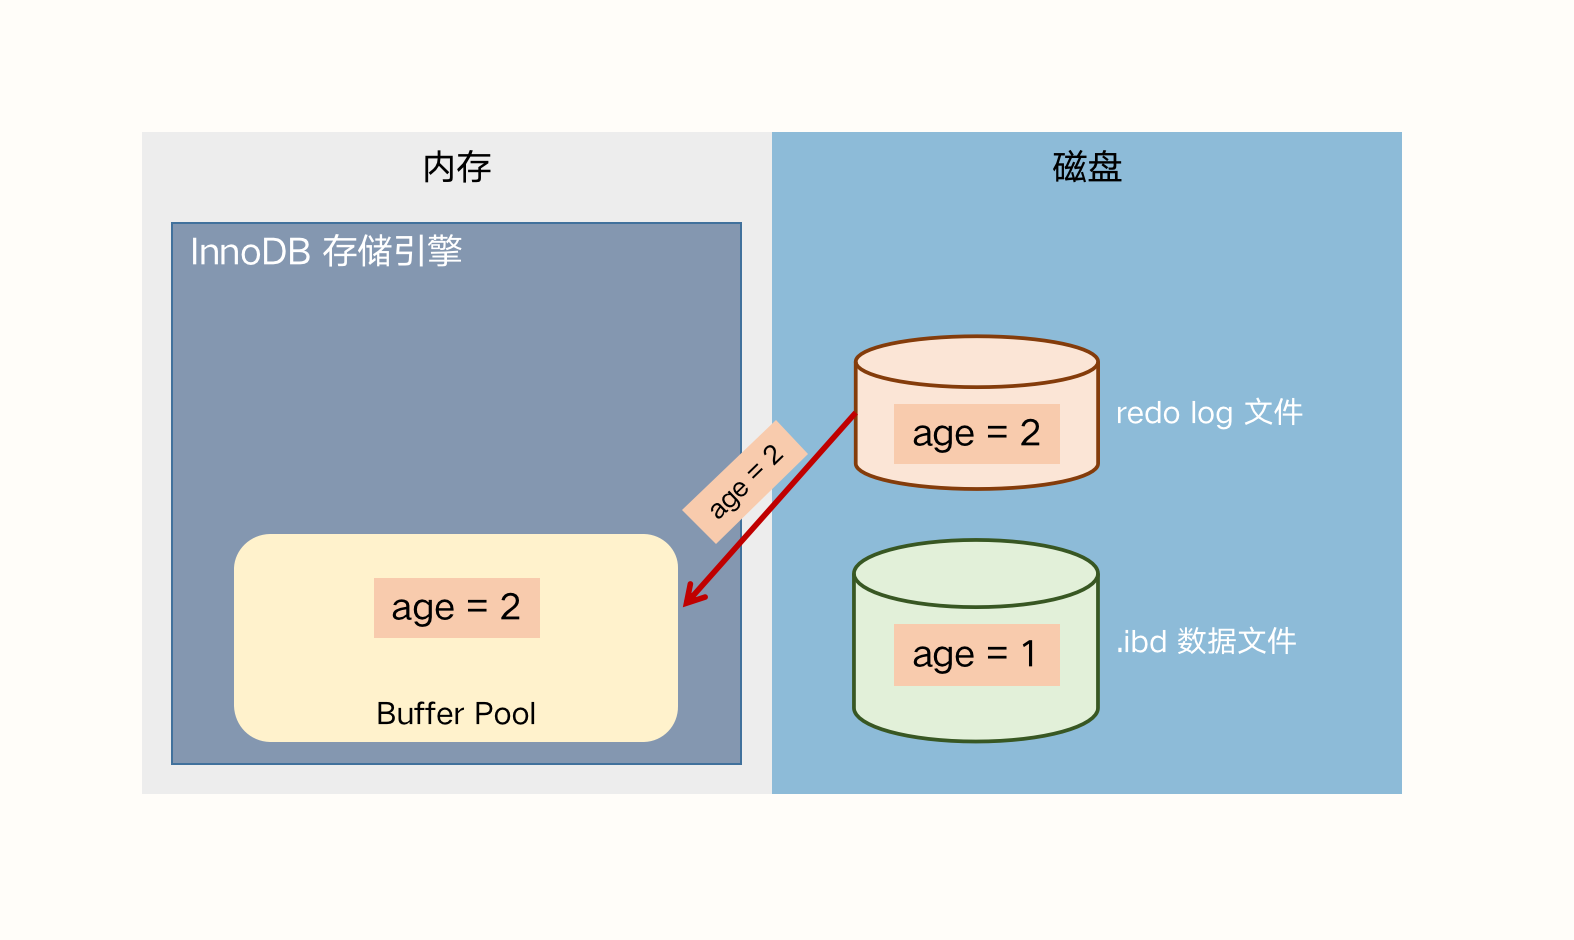 内存
磁盘
InnoDB 存储引擎
age = 2
redo log 文件
age = 2
age = 2
Buffer Pool
age = 1
.ibd 数据文件